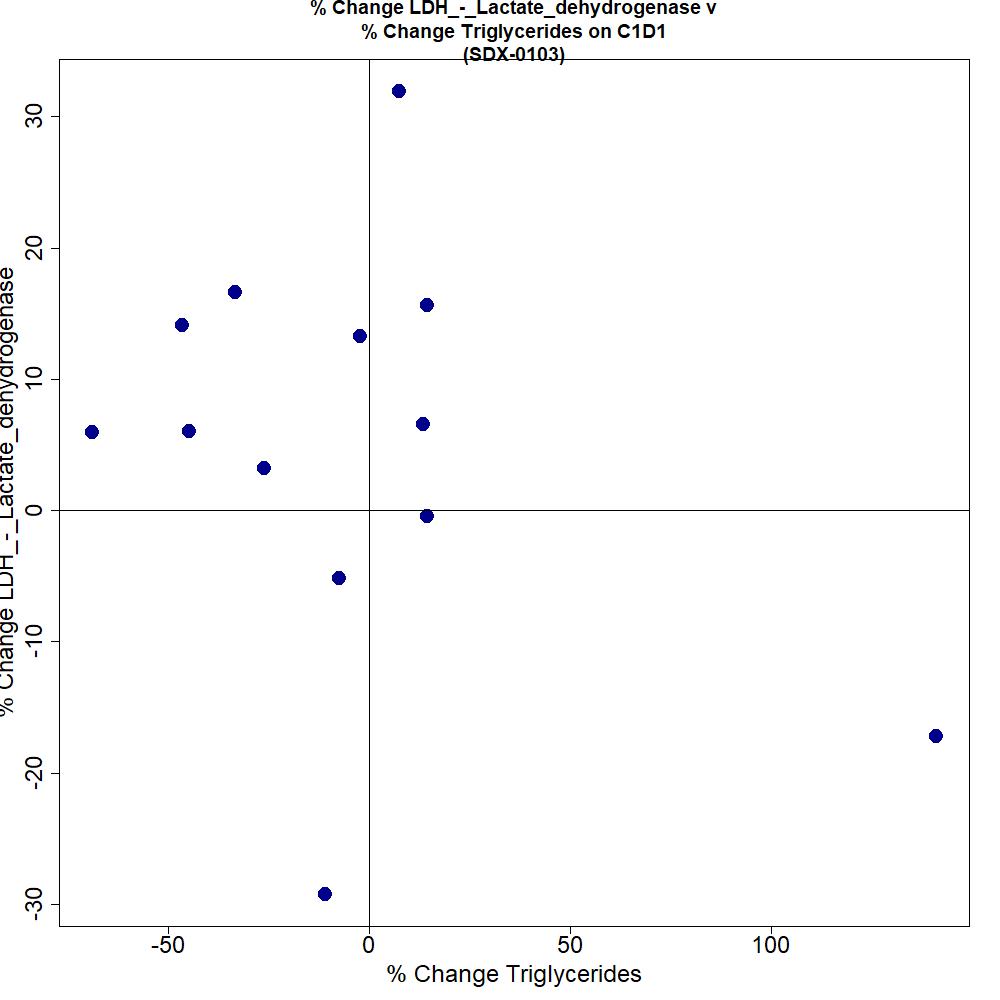 % Change LDH_-_Lactate_dehydrogenase v
% Change Triglycerides on C1D1
(SDX-0103)
% Change LDH_-_Lactate_dehydrogenase
30
20
10
0
-10
-20
-30
-50
0
50
100
% Change Triglycerides